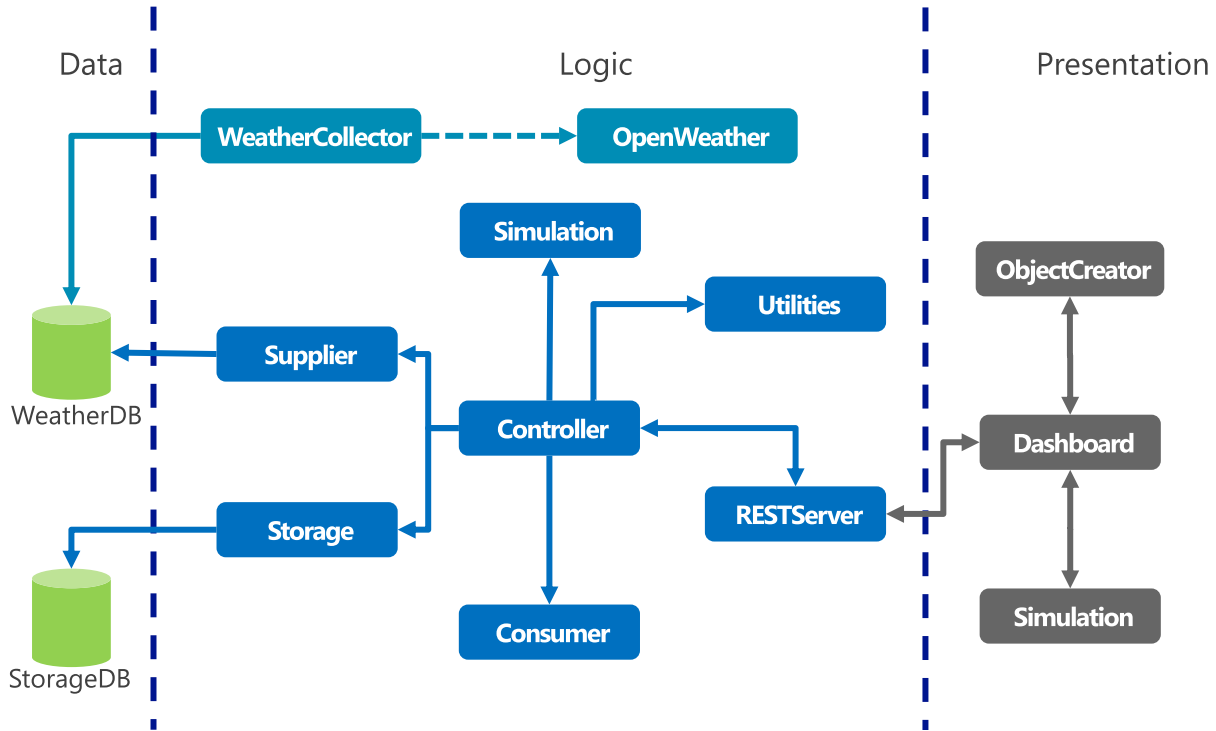 Data
Logic
Presentation
WeatherCollector
OpenWeather
Simulation
ObjectCreator
Utilities
Supplier
WeatherDB
Controller
Dashboard
RESTServer
Storage
Simulation
Consumer
StorageDB